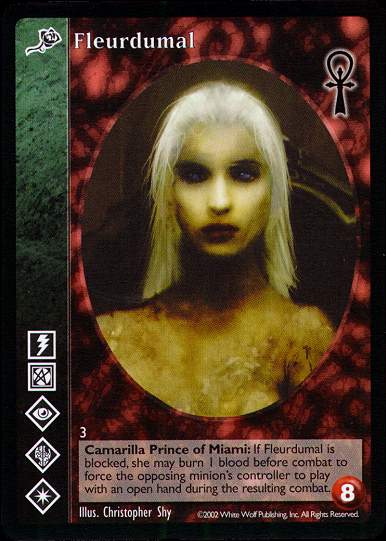 Fleurdumal
3
Camarilla Prince of Miami: If Fleurdumal is
blocked, she may burn 1 blood before combat to
force the opposing minion's controller to play
with an open hand during the resulting combat.
8
Illus. Christopher Shy
©2002 White Wolf Publishing, Inc. All Rights Reserved.